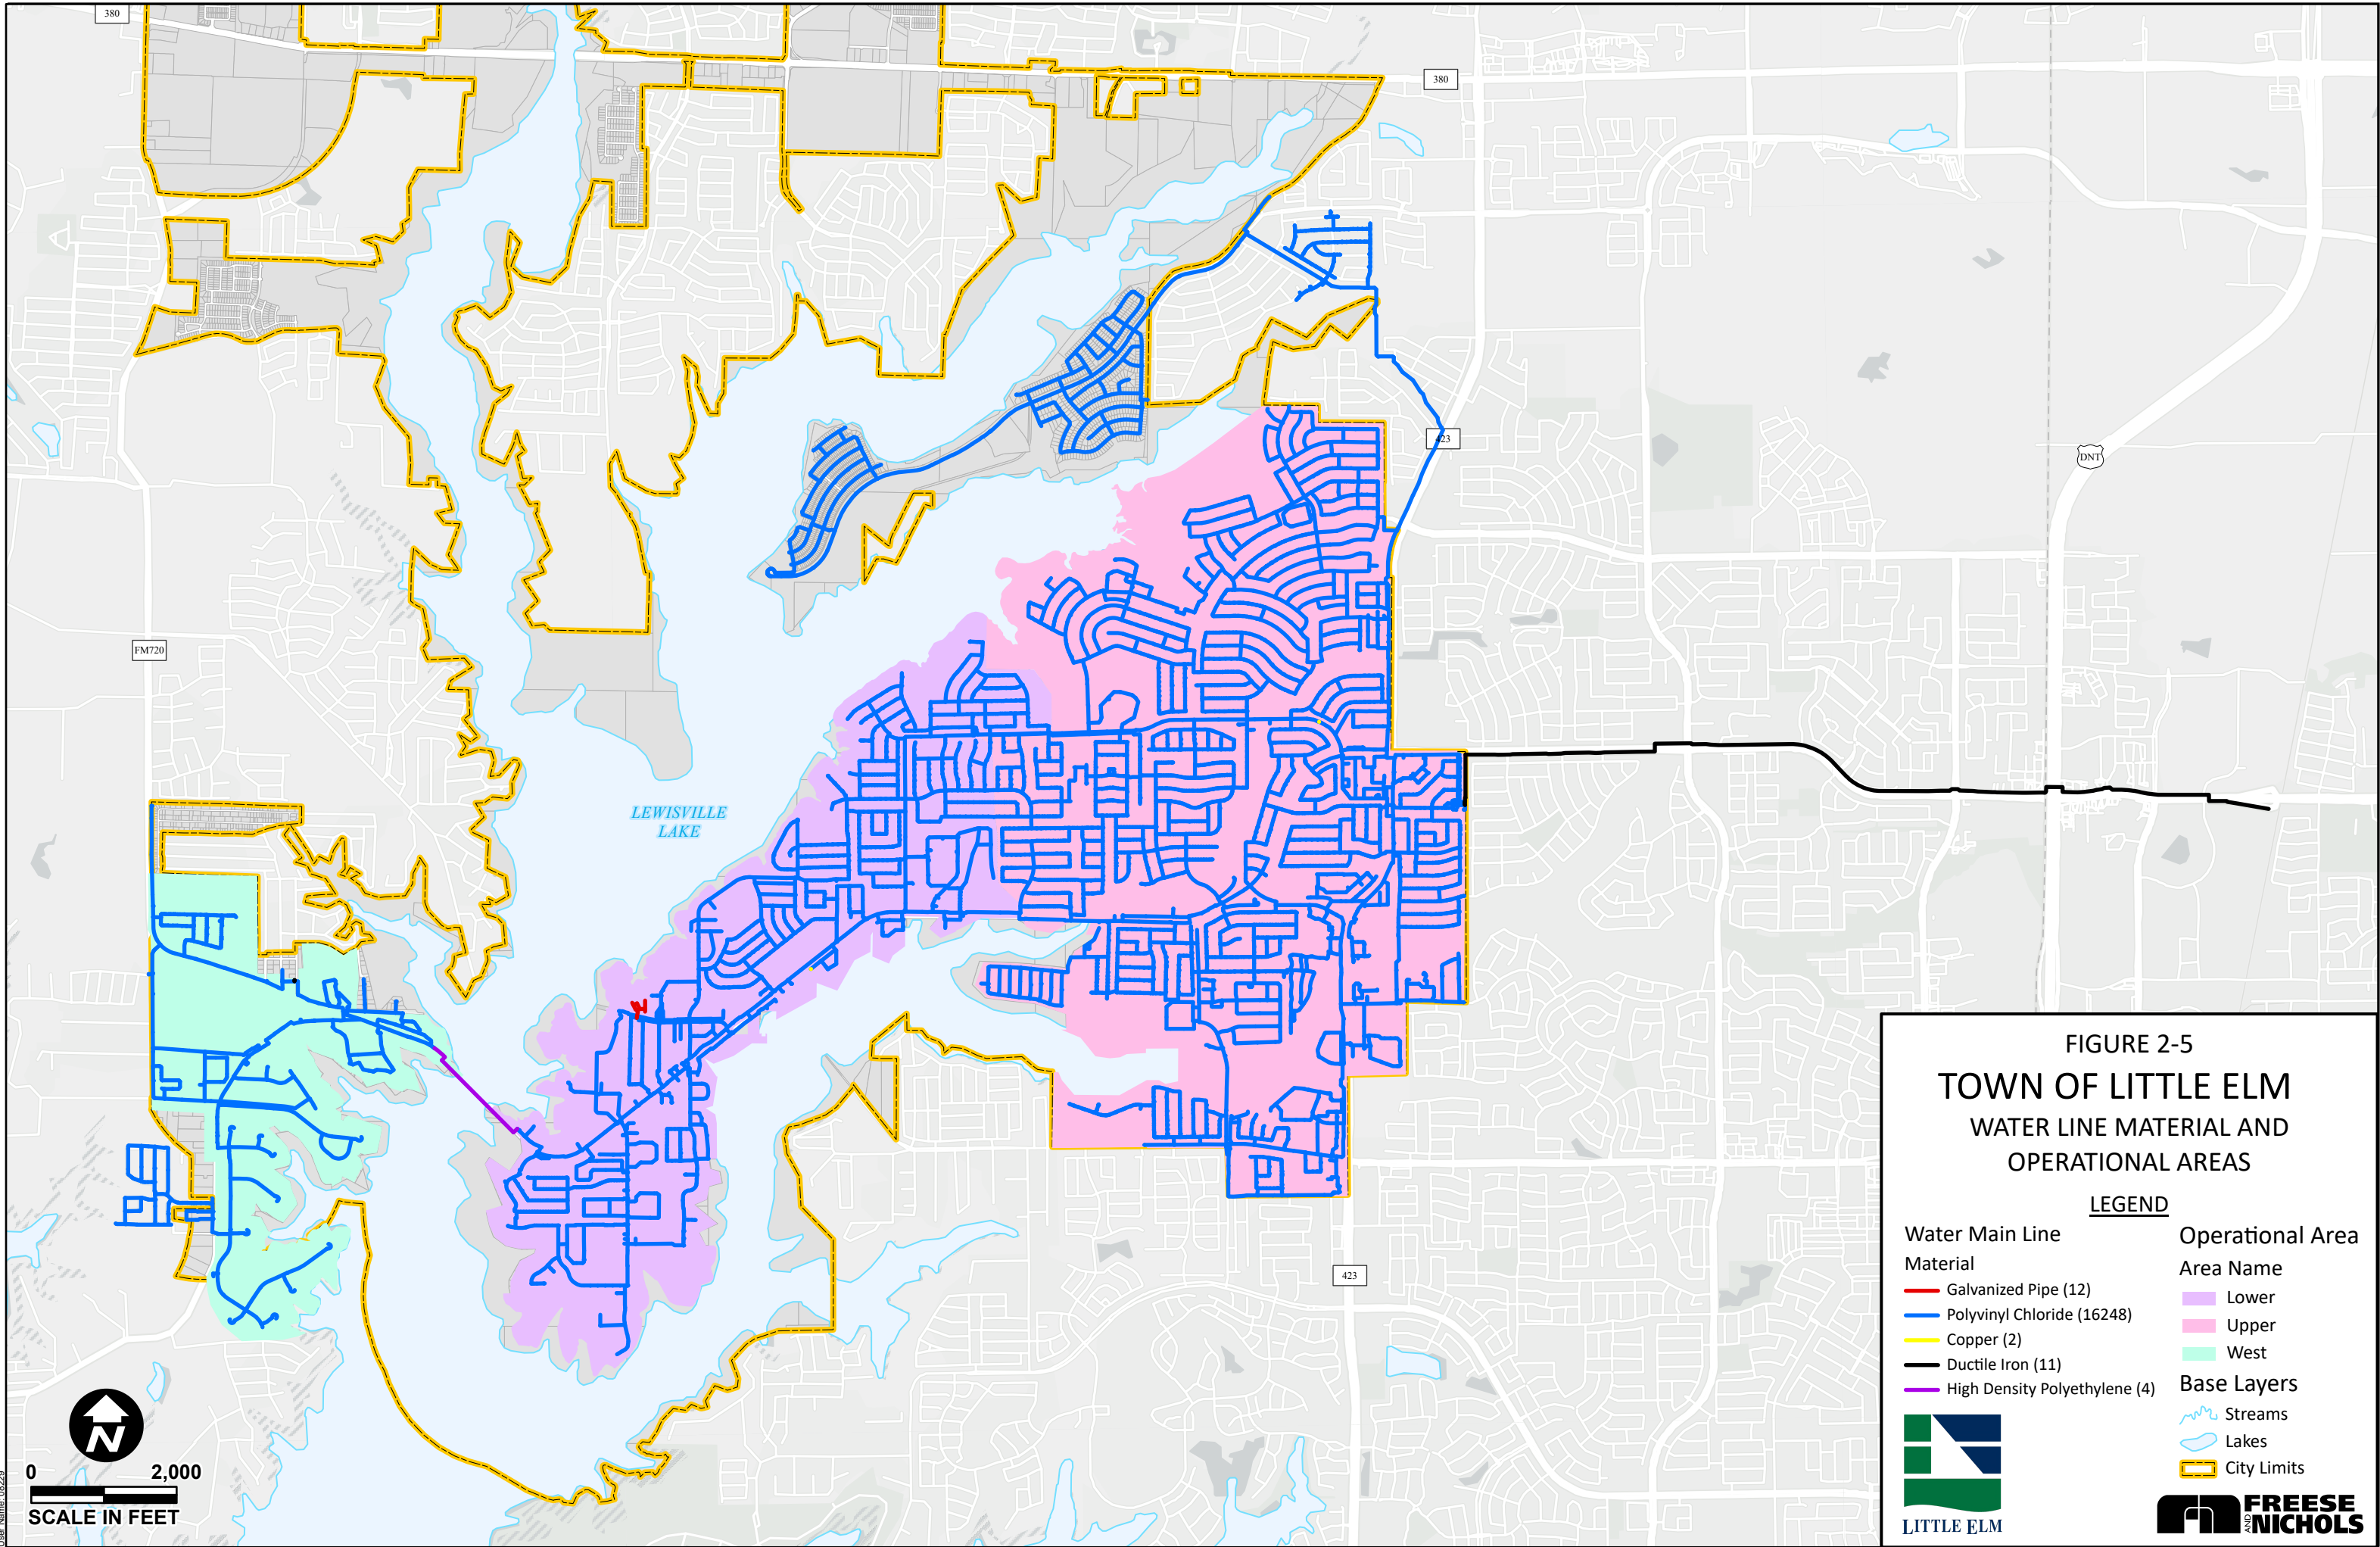 380
380
423
DNT
FM720
LEWISVILLE
LAKE
423
N
0 2,000
SCALE IN FEET
FIGURE 2-5
TOWN OF LITTLE ELM
WATER LINE MATERIAL AND
OPERATIONAL AREAS
LEGEND
Water Main Line
Material
Galvanized Pipe (12)
Polyvinyl Chloride (16248)
Copper (2)
Ductile Iron (11)
High Density Polyethylene (4)
Operational Area
Area Name
Lower
Upper
West
Base Layers
Streams
Lakes
City Limits
LITTLE ELM
FREESE
AND NICHOLS